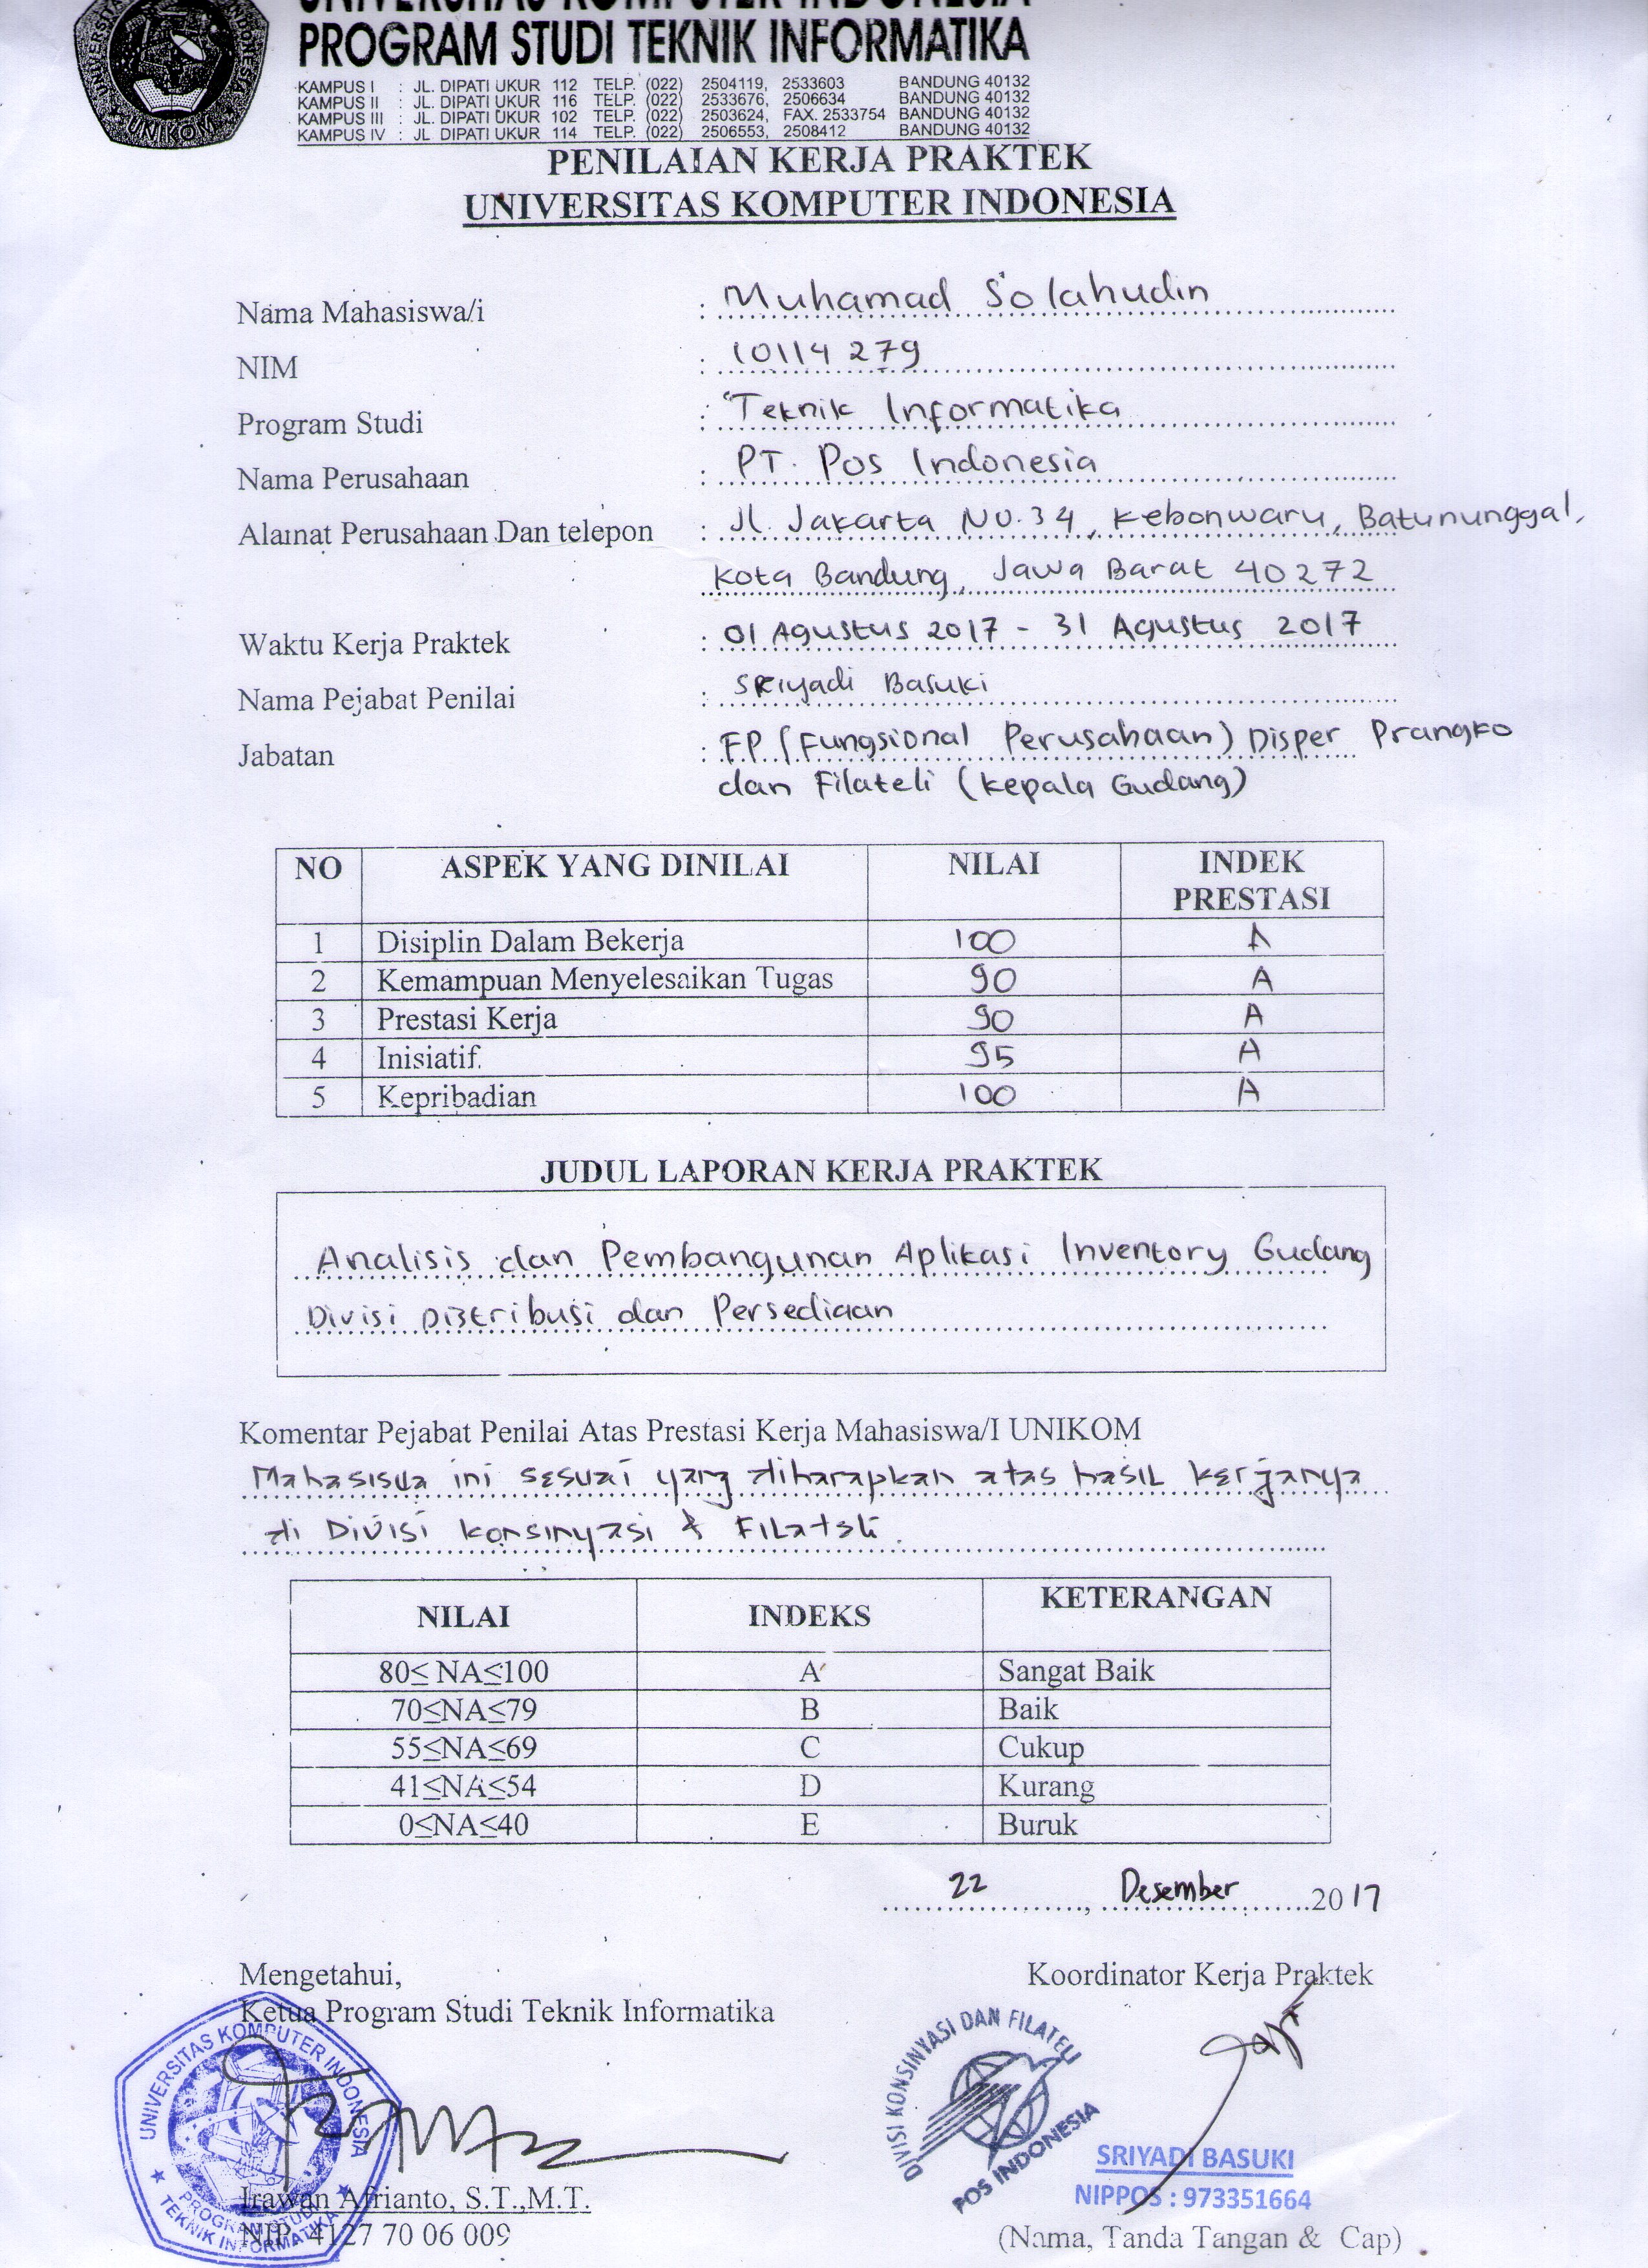 UNIVERSITAS KOMPUTER INDONESIA
PROGRAM STUDI TEKNIK INFORMATIKA
KAMPUS I : JL. DIPATI UKUR 112 TELP. (022) 2504119, 2533603 BANDUNG 40132
KAMPUS II : JL. DIPATI UKUR 116 TELP. (022) 2533676, 2506634 BANDUNG 40132
KAMPUS III : JL. DIPATI UKUR 102 TELP. (022) 2503624, FAX. 2533754 BANDUNG 40132
KAMPUS IV : JL DIPATI UKUR 114 TELP. (022) 2506553, 2508412 BANDUNG 40132
UNIKOM
PENILAIAN KERJA PRAKTEK
UNIVERSITAS KOMPUTER INDONESIA
Nama Mahasiswa/i : Muhamad Solahudin
NIM : 10114279
Program Studi : Teknik Informatika
Nama Perusahaan : PT. Pos Indonesia
Alamat Perusahaan Dan telepon : Jl. Jakarta No.34, Kebonwaru, Batununggal,
Kota Bandung, Jawa Barat 40272
Waktu Kerja Praktek : 01 Agustus 2017 - 31 Agustus 2017
Nama Pejabat Penilai : Sriyadi Basuki
Jabatan : FP (Fungsional Perusahaan) Disper Prangko
dan Filateli (Kepala Gudang)
NO ASPEK YANG DINILAI NILAI INDEK PRESTASI
1 Disiplin Dalam Bekerja 100 A
2 Kemampuan Menyelesaikan Tugas 90 A
3 Prestasi Kerja 90 A
4 Inisiatif. 95 A
5 Kepribadian 100 A
JUDUL LAPORAN KERJA PRAKTEK
Analisis dan Pembangunan Aplikasi Inventory Gudang
Divisi Distribusi dan Persediaan
Komentar Pejabat Penilai Atas Prestasi Kerja Mahasiswa/I UNIKOM
Mahasiswa ini sesuai yang diharapkan atas hasil kerjanya
di Divisi Konsinyasi & Filateli.
NILAI INDEKS KETERANGAN
80≤ NA≤100 A Sangat Baik
70≤NA≤79 B Baik
55≤NA≤69 C Cukup
41≤NA≤54 D Kurang
0≤NA≤40 E Buruk
22, Desember 2017
Mengetahui, Koordinator Kerja Praktek
Ketua Program Studi Teknik Informatika
UNIVERSITAS KOMPUTER INDONESIA
PROGRAM STUDI
TEKNIK INFORMATIKA
DIVISI KONSINYASI DAN FILATELI
POS INDONESIA
SRIYADI BASUKI
NIPPOS : 973351664
Irawan Afrianto, S.T.,M.T.
NIP. 4127 70 06 009 (Nama, Tanda Tangan & Cap)